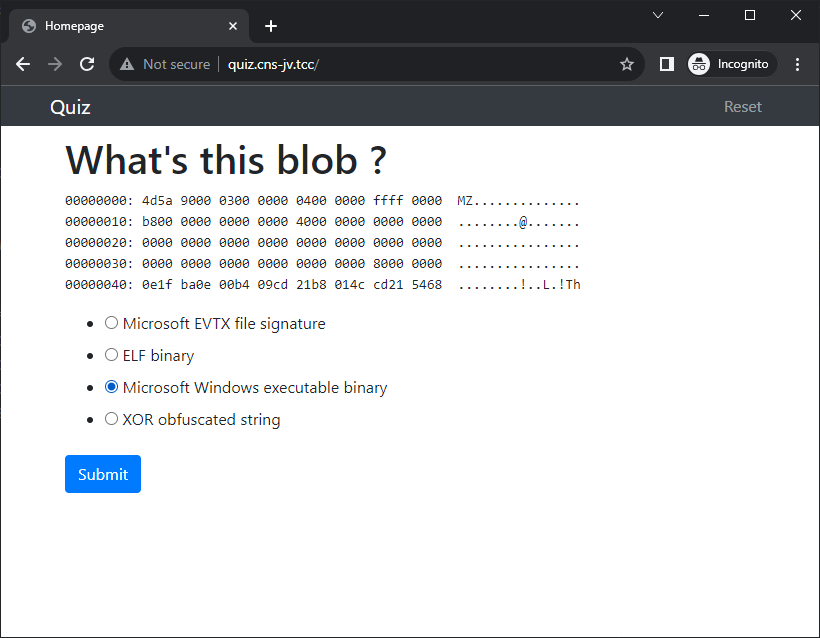 Homepage
Not secure quiz.cns-jv.tcc/
Incognito
Quiz
Reset
What's this blob ?
00000000: 4d5a 9000 0300 0000 0400 0000 ffff 0000  MZ..............
00000010: b800 0000 0000 0000 4000 0000 0000 0000  ........@.......
00000020: 0000 0000 0000 0000 0000 0000 0000 0000  ................
00000030: 0000 0000 0000 0000 0000 0000 8000 0000  ................
00000040: 0e1f ba0e 00b4 09cd 21b8 014c cd21 5468  ........!..L.!Th
Microsoft EVTX file signature
ELF binary
Microsoft Windows executable binary
XOR obfuscated string
Submit